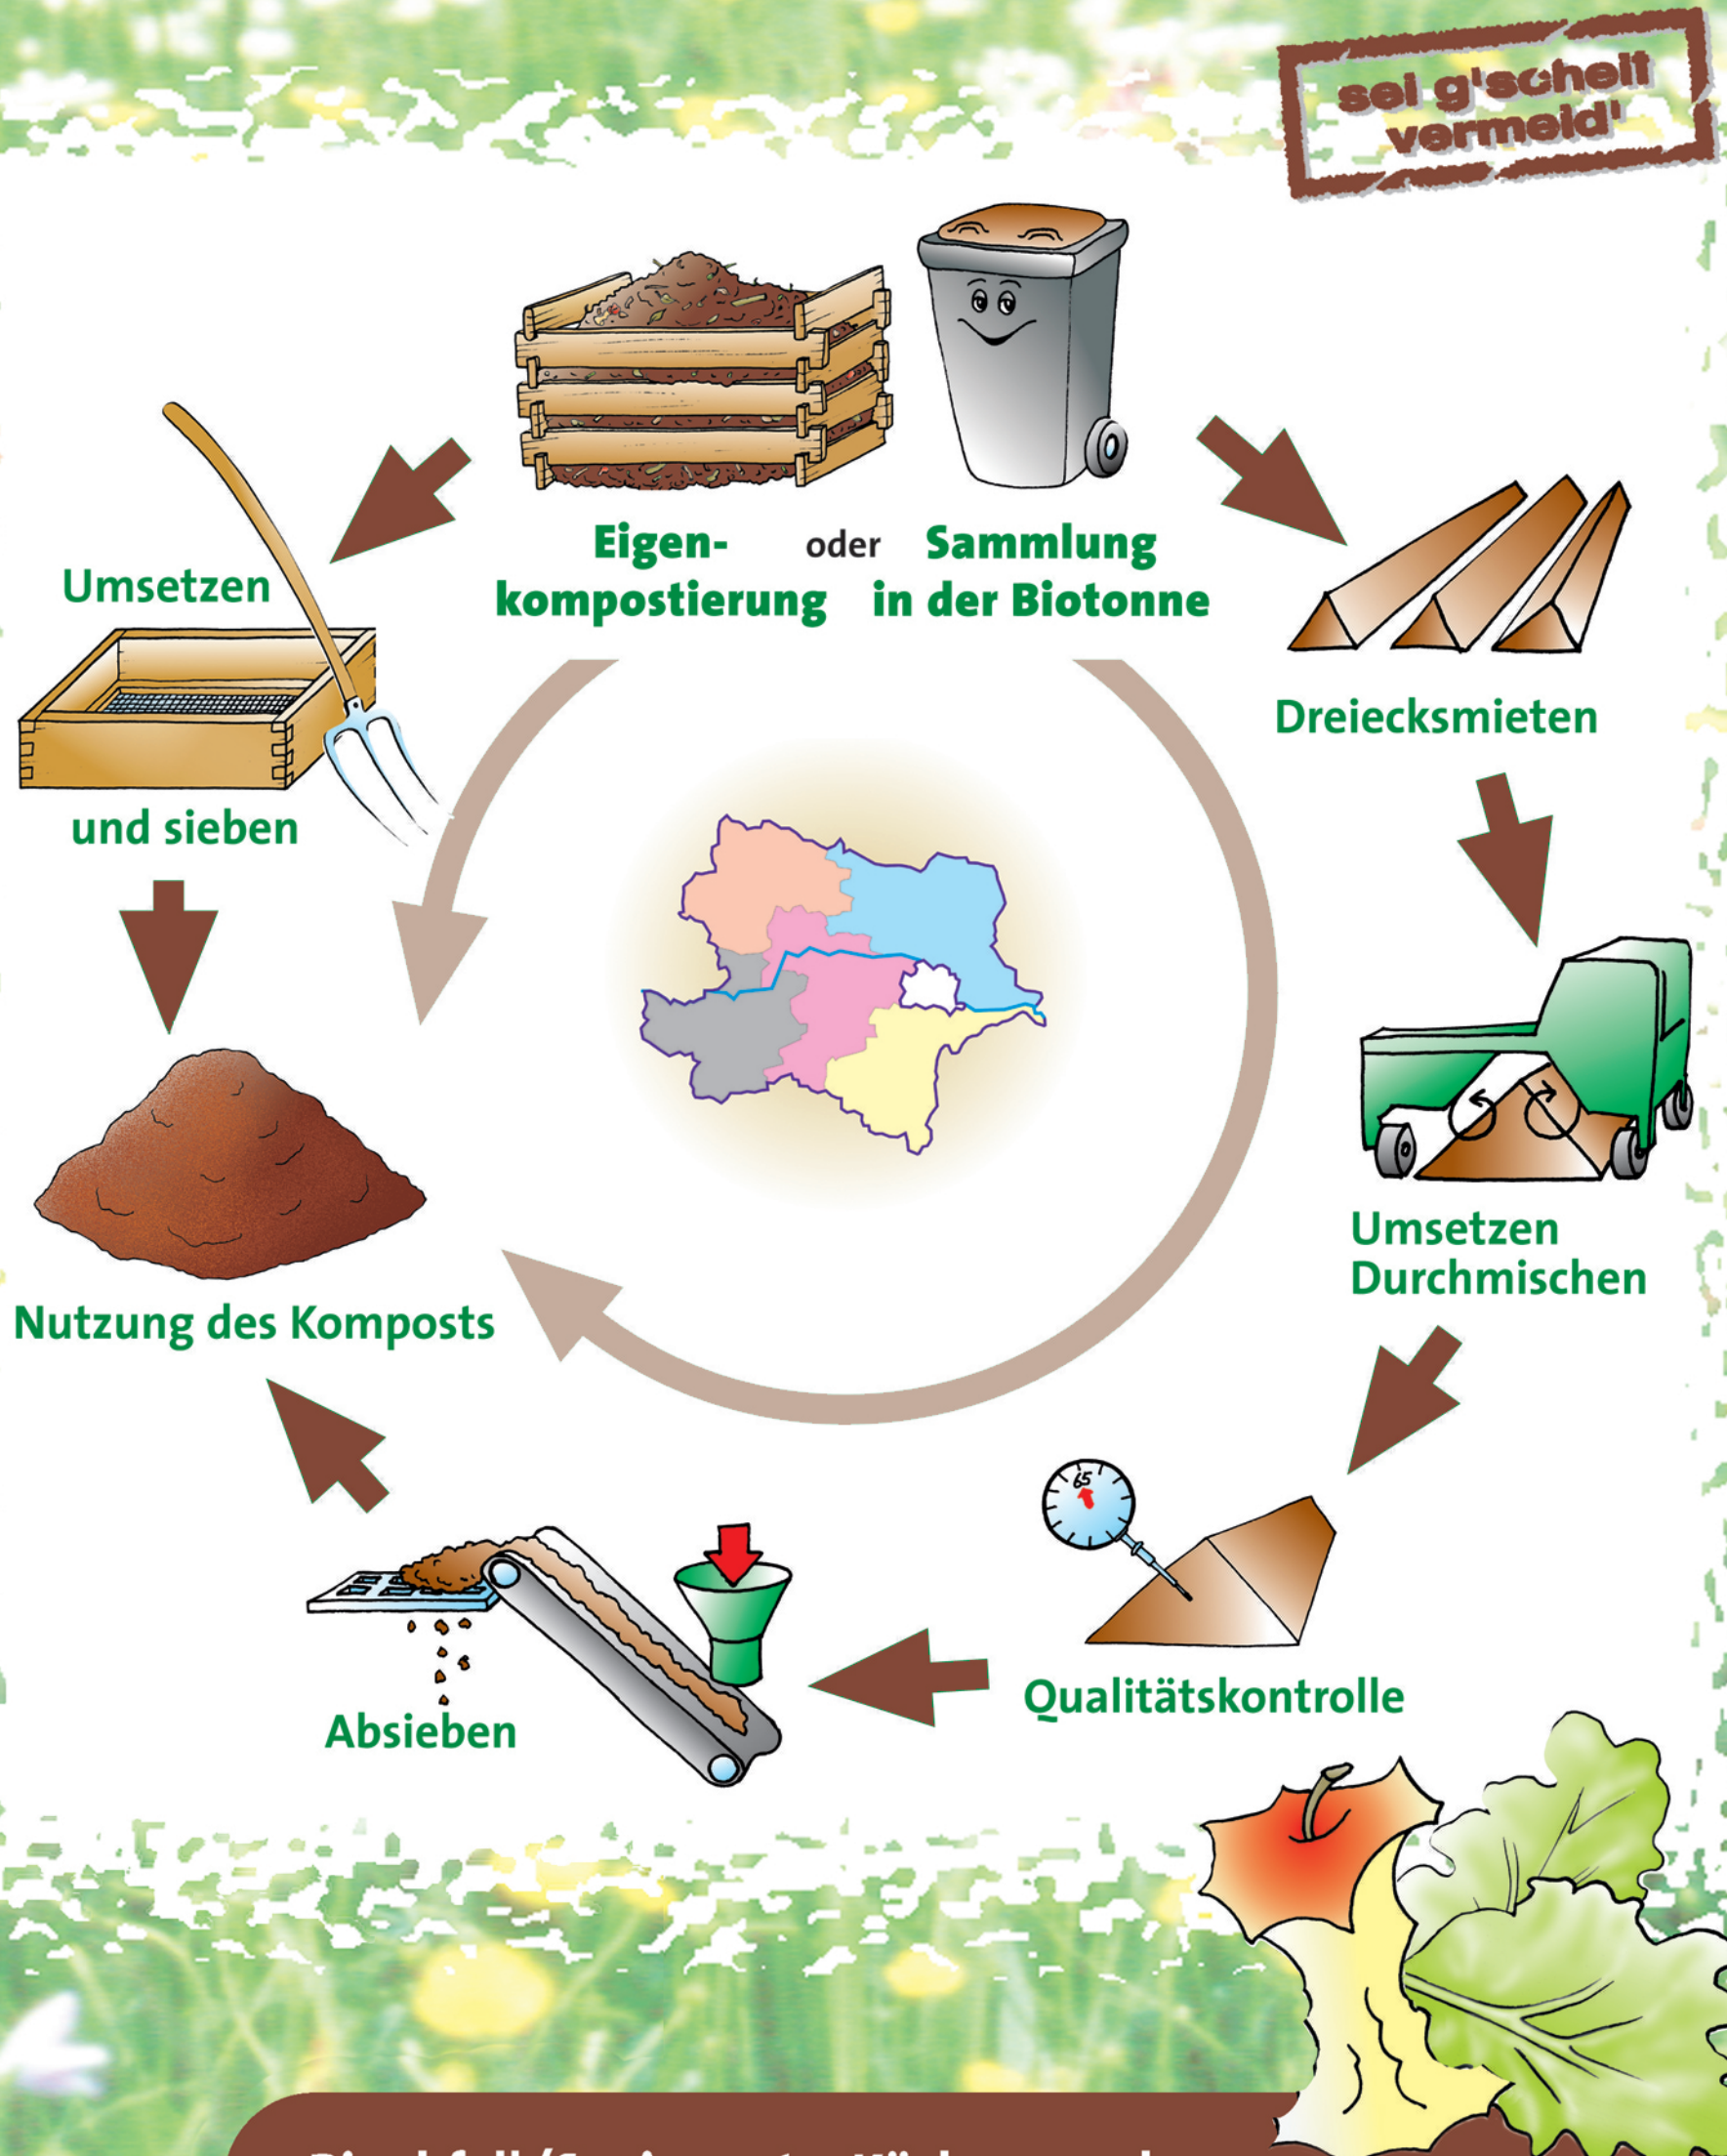 sei g'scheit
vermeid'
Eigen-
kompostierung
oder
Sammlung
in der Biotonne
Umsetzen
und sieben
Dreiecksmieten
Umsetzen
Durchmischen
65
Qualitätskontrolle
Absieben
Nutzung des Komposts